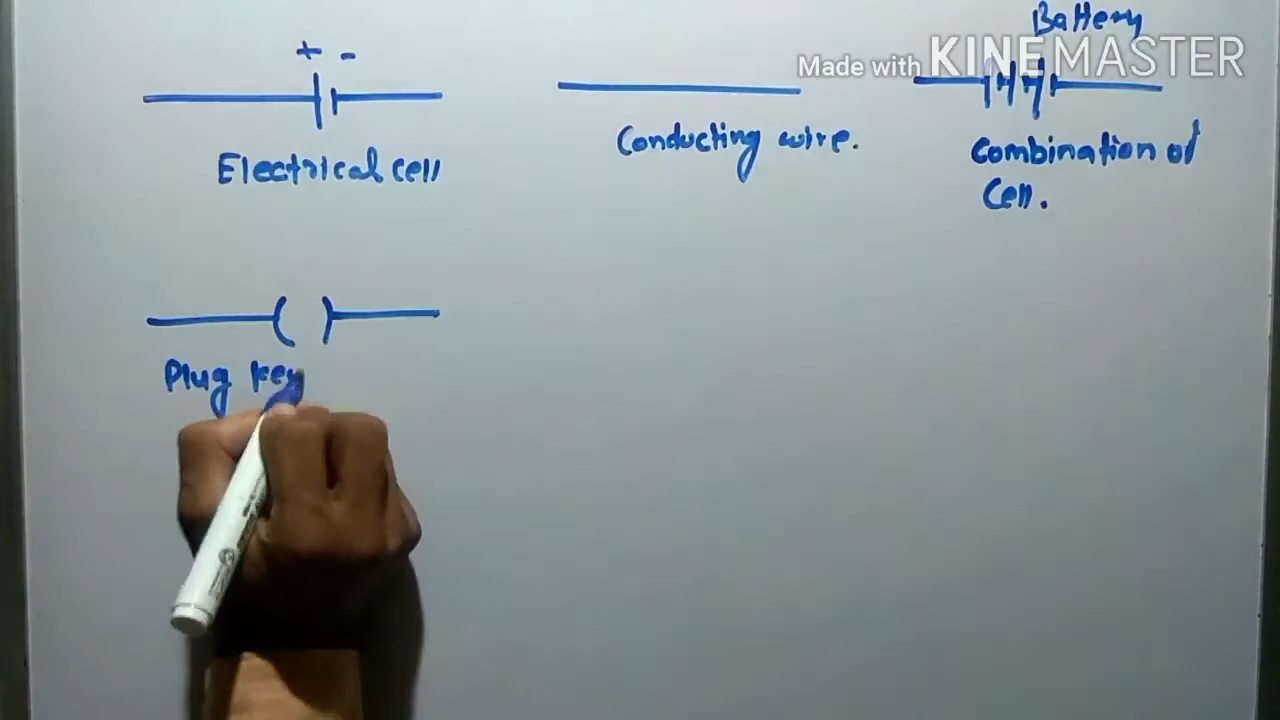 Battery
Made with KINEMASTER
+ -
Electrical cell
Conducting wire.
Combination of
Cell.
Plug key